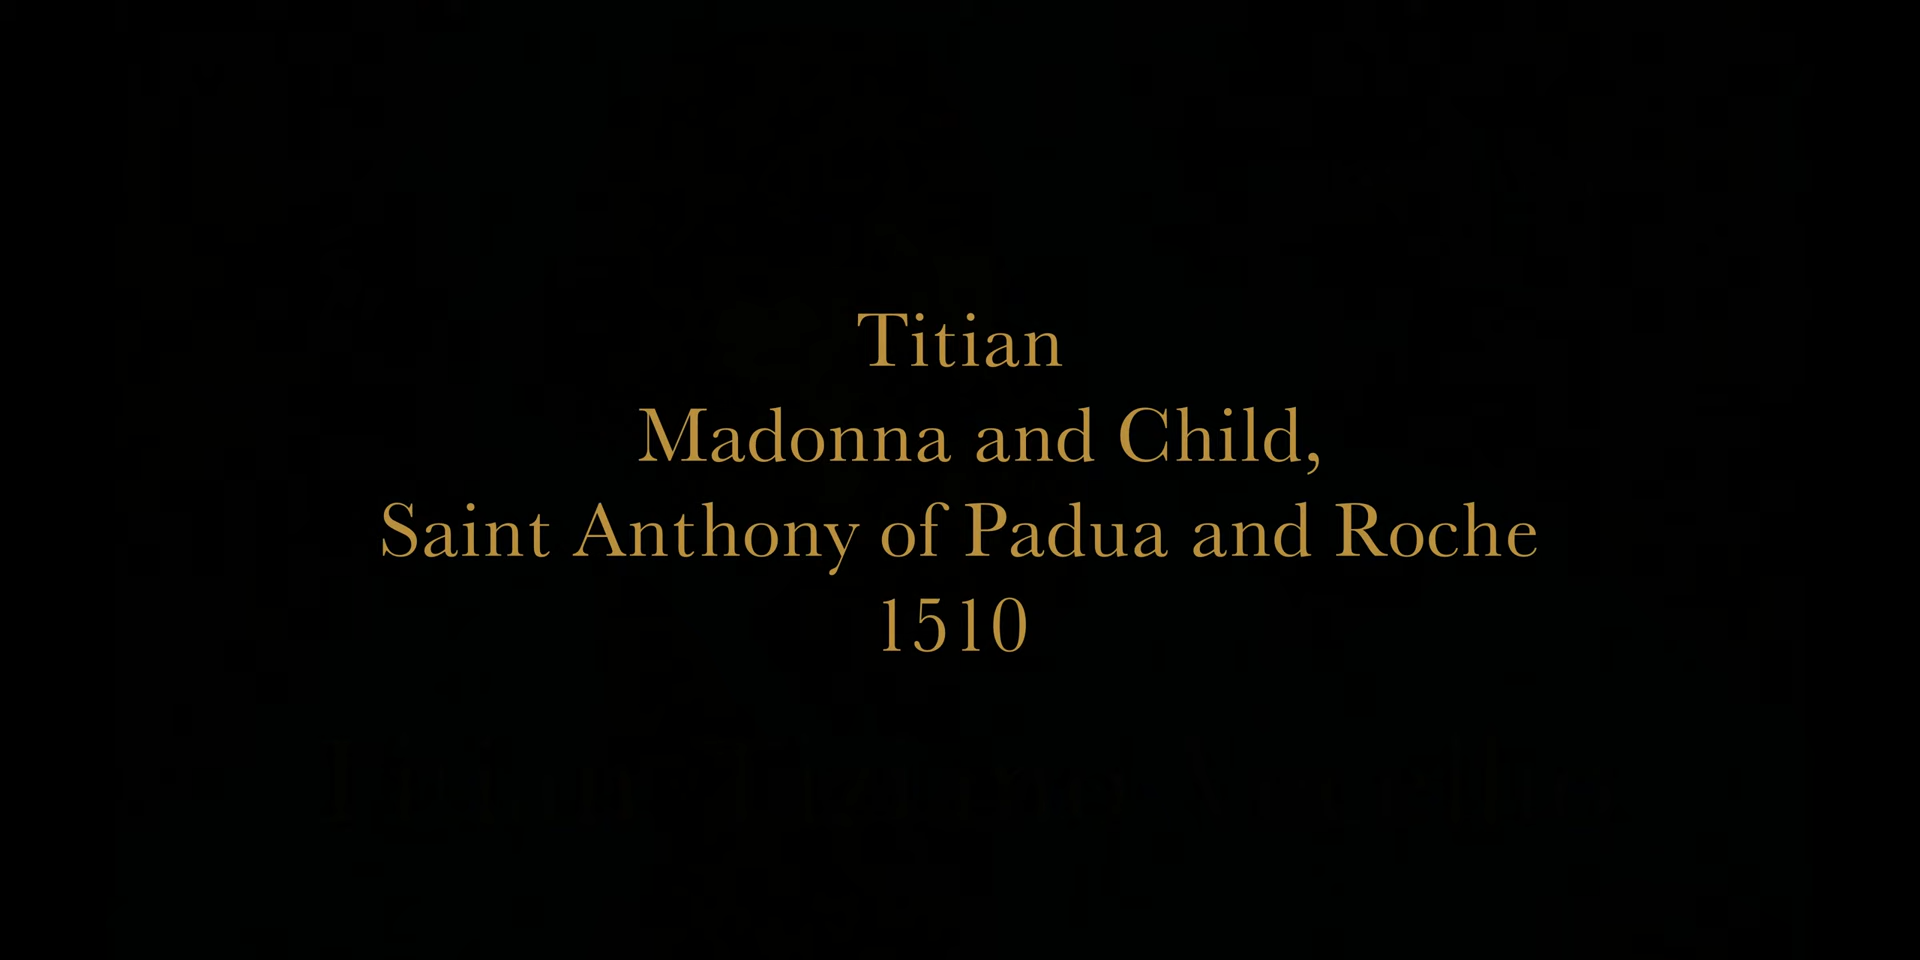 Titian
Madonna and Child,
Saint Anthony of Padua and Roche
1510